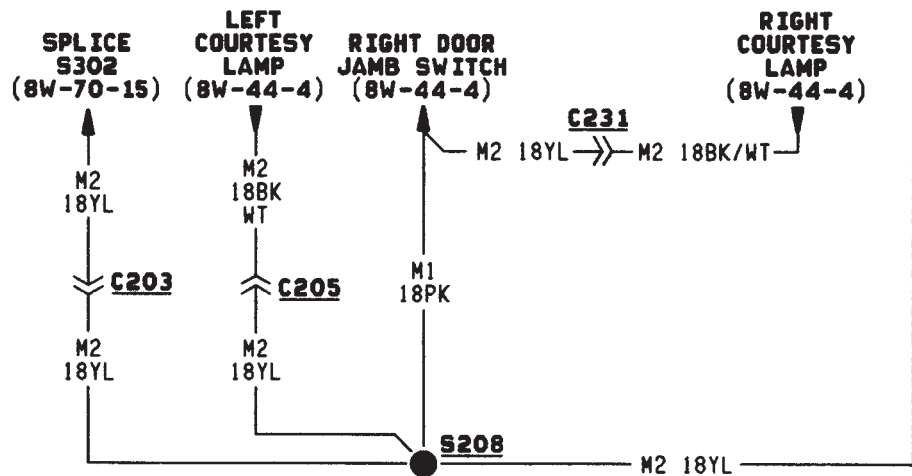 SPLICE
S302
(8W-70-15)
LEFT
COURTESY
LAMP
(8W-44-4)
RIGHT DOOR
JAMB SWITCH
(8W-44-4)
RIGHT
COURTESY
LAMP
(8W-44-4)
C231
M2 18YL
M2 18BK/WT
M2
18YL
M2
18BK
WT
C203
C205
M1
18PK
M2
18YL
M2
18YL
S208
M2 18YL